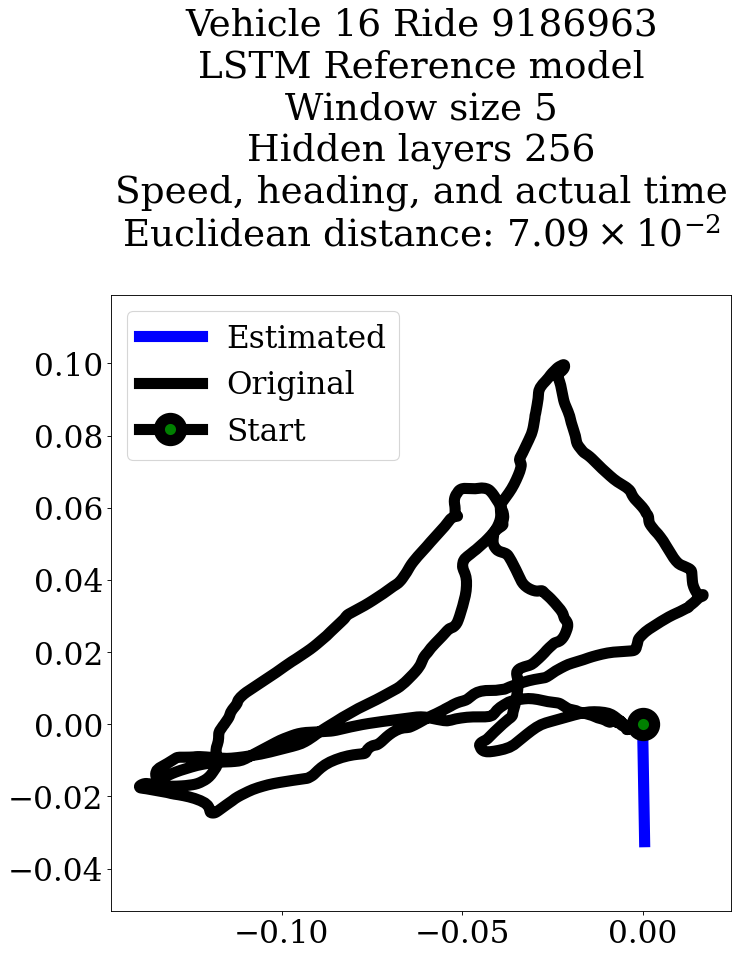 Vehicle 16 Ride 9186963
LSTM Reference model
Window size 5
Hidden layers 256
Speed, heading, and actual time
Euclidean distance: 7.09 × 10⁻²
Estimated
Original
Start
0.10
0.08
0.06
0.04
0.02
0.00
−0.02
−0.04
−0.10 −0.05 0.00